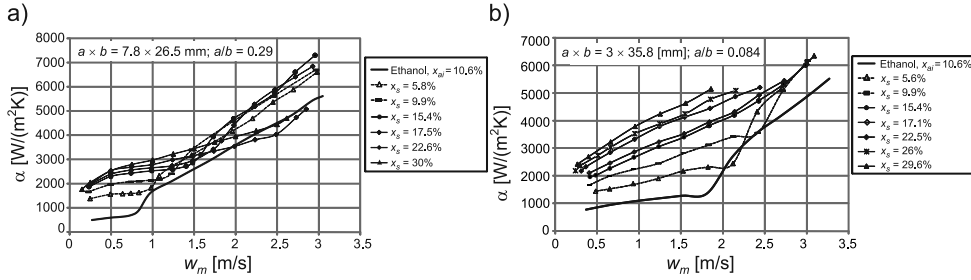 a)
a × b = 7.8 × 26.5 mm; a/b = 0.29
α [W/(m²K)]
8000
7000
6000
5000
4000
3000
2000
1000
0
0
0.5
1
1.5
2
2.5
3
3.5
w_m [m/s]
Ethanol, x_ai = 10.6%
x_s = 5.8%
x_s = 9.9%
x_s = 15.4%
x_s = 17.5%
x_s = 22.6%
x_s = 30%
b)
a × b = 3 × 35.8 [mm]; a/b = 0.084
α [W/(m²K)]
7000
6000
5000
4000
3000
2000
1000
0
0
0.5
1
1.5
2
2.5
3
3.5
w_m [m/s]
Ethanol, x_ai = 10.6%
x_s = 5.6%
x_s = 9.9%
x_s = 15.4%
x_s = 17.1%
x_s = 22.5%
x_s = 26%
x_s = 29.6%